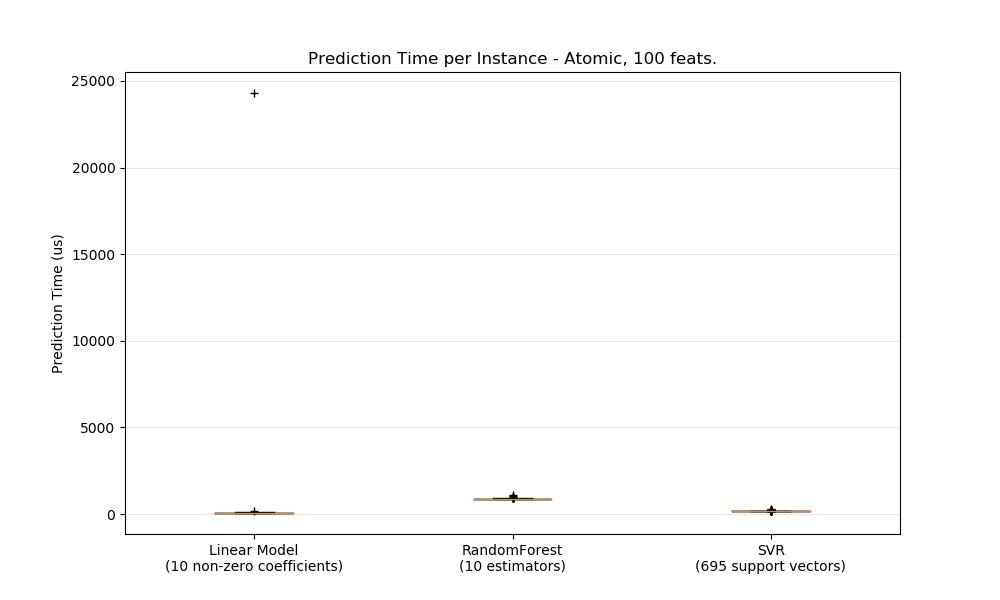 Prediction Time per Instance - Atomic, 100 feats.
25000
20000
15000
10000
5000
0
Prediction Time (us)
Linear Model
(10 non-zero coefficients)
RandomForest
(10 estimators)
SVR
(695 support vectors)